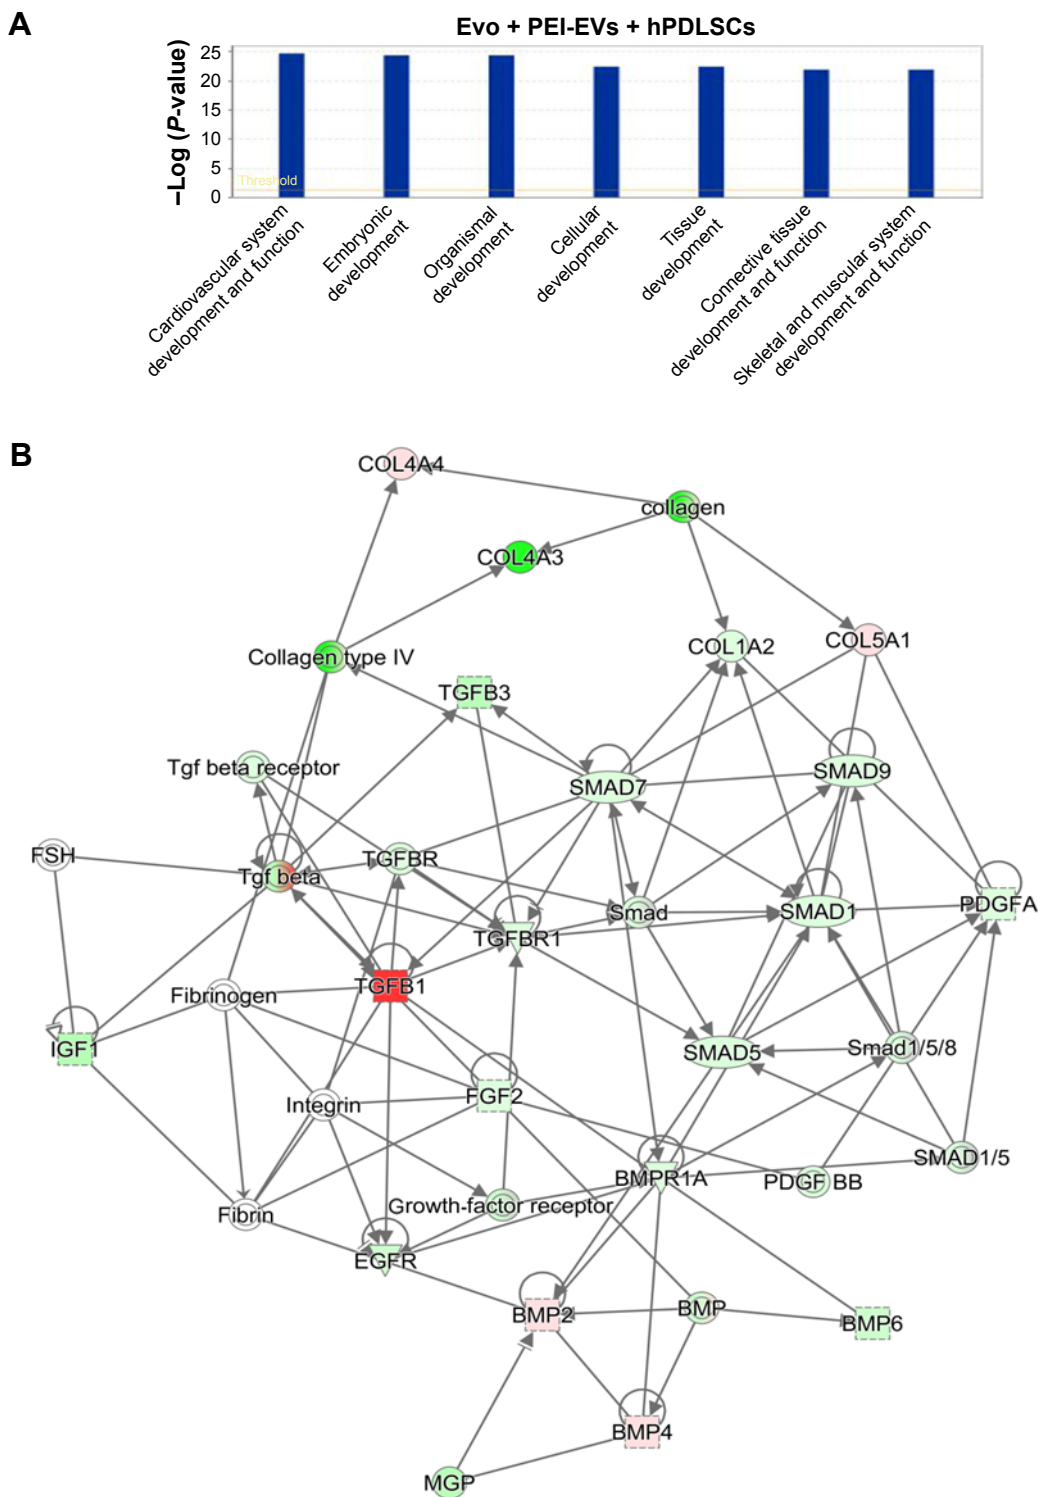 A
Evo + PEI-EVs + hPDLSCs
–Log (P-value)
25
20
15
10
5
0
Threshold
Cardiovascular system
development and function
Embryonic
development
Organismal
development
Cellular
development
Tissue
development
Connective tissue
development and function
Skeletal and muscular system
development and function
B
COL4A4
collagen
COL4A3
COL1A2
COL5A1
Collagen type IV
TGFB3
Tgf beta receptor
SMAD7
SMAD9
FSH
Tgf beta
TGFBR
Smad
SMAD1
PDGFA
TGFBR1
TGFB1
Fibrinogen
IGF1
SMAD5
Smad1/5/8
Integrin
FGF2
SMAD1/5
BMPR1A
PDGF BB
Growth-factor receptor
Fibrin
EGFR
BMP2
BMP
BMP6
BMP4
MGP